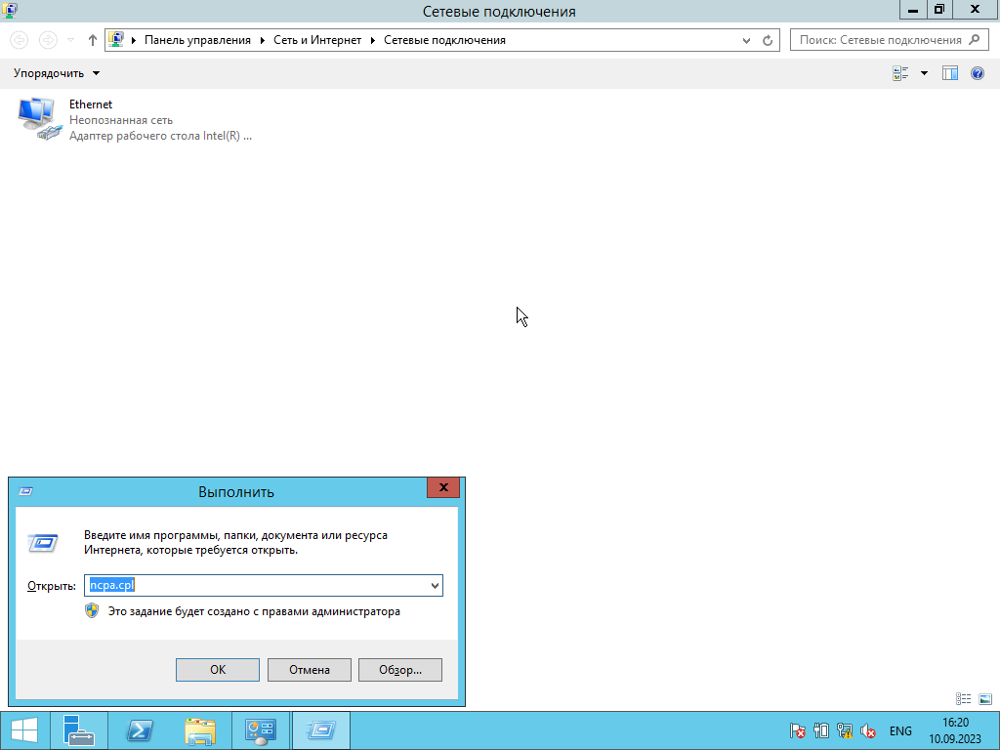 Сетевые подключения
Панель управления Сеть и Интернет Сетевые подключения
Поиск: Сетевые подключения
Упорядочить
Ethernet
Неопознанная сеть
Адаптер рабочего стола Intel(R) ...
Выполнить
Введите имя программы, папки, документа или ресурса
Интернета, которые требуется открыть.
Открыть: ncpa.cpl
Это задание будет создано с правами администратора
OK Отмена Обзор...
ENG 16:20
10.09.2023